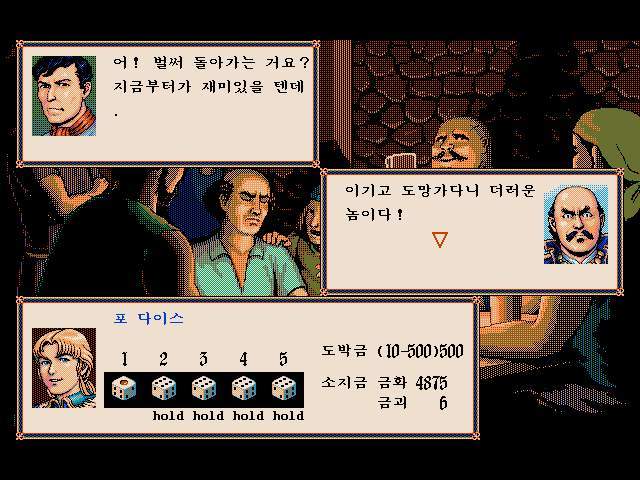 어! 벌써 돌아가는 거요?
지금부터가 재미있을 텐데
.
이기고 도망가다니 더러운
놈이다!
포 다이스
1 2 3 4 5
hold hold hold hold
도박금 (10-500)500
소지금 금화 4875
금괴 6